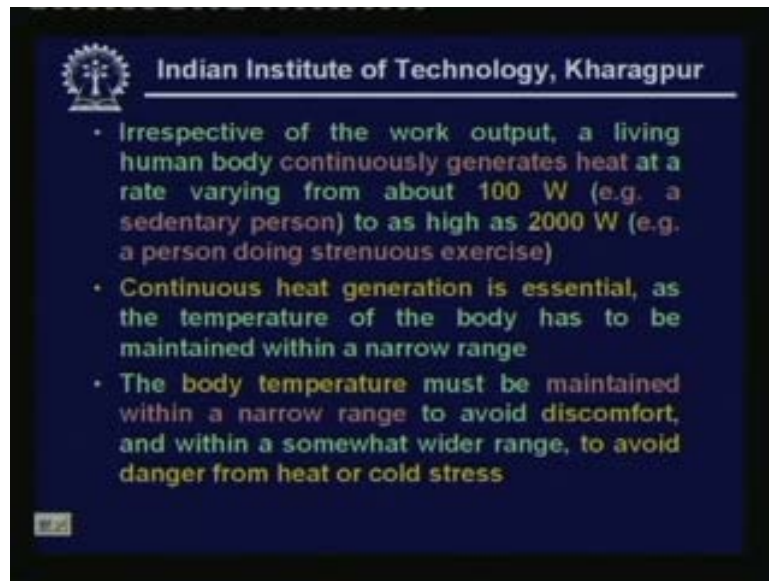 Indian Institute of Technology, Kharagpur
• Irrespective of the work output, a living
human body continuously generates heat at a
rate varying from about 100 W (e.g. a
sedentary person) to as high as 2000 W (e.g.
a person doing strenuous exercise)
• Continuous heat generation is essential, as
the temperature of the body has to be
maintained within a narrow range
• The body temperature must be maintained
within a narrow range to avoid discomfort,
and within a somewhat wider range, to avoid
danger from heat or cold stress